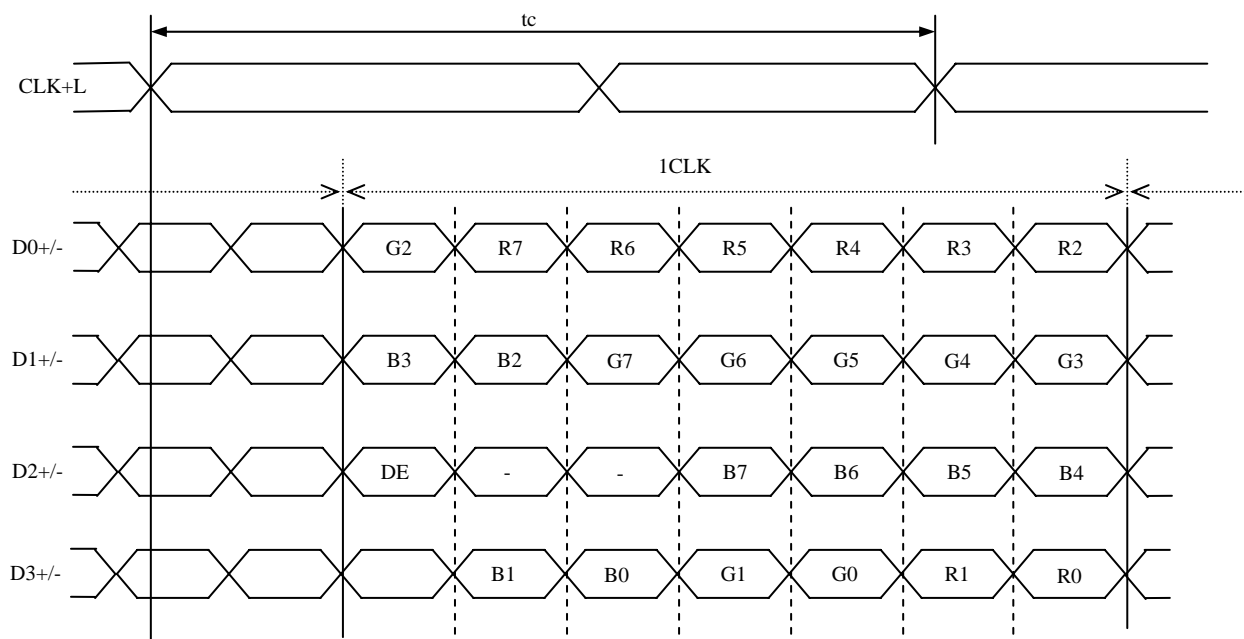 tc
CLK+L
1CLK
D0+/- G2 R7 R6 R5 R4 R3 R2
D1+/- B3 B2 G7 G6 G5 G4 G3
D2+/- DE - - B7 B6 B5 B4
D3+/- B1 B0 G1 G0 R1 R0